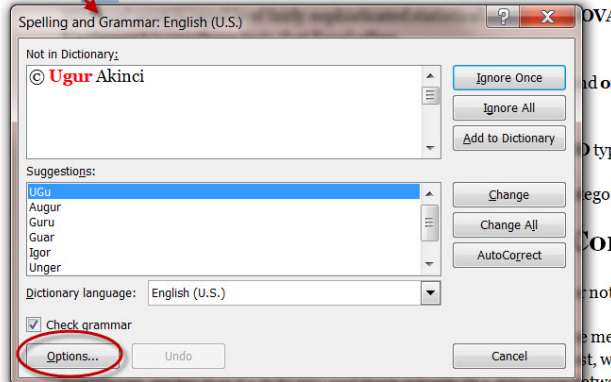 Spelling and Grammar: English (U.S.)
Not in Dictionary:
© Ugur Akinci
Ignore Once
Ignore All
Add to Dictionary
Suggestions:
UGu
Augur
Guru
Guar
Igor
Unger
Change
Change All
AutoCorrect
Dictionary language: English (U.S.)
Check grammar
Options...
Undo
Cancel